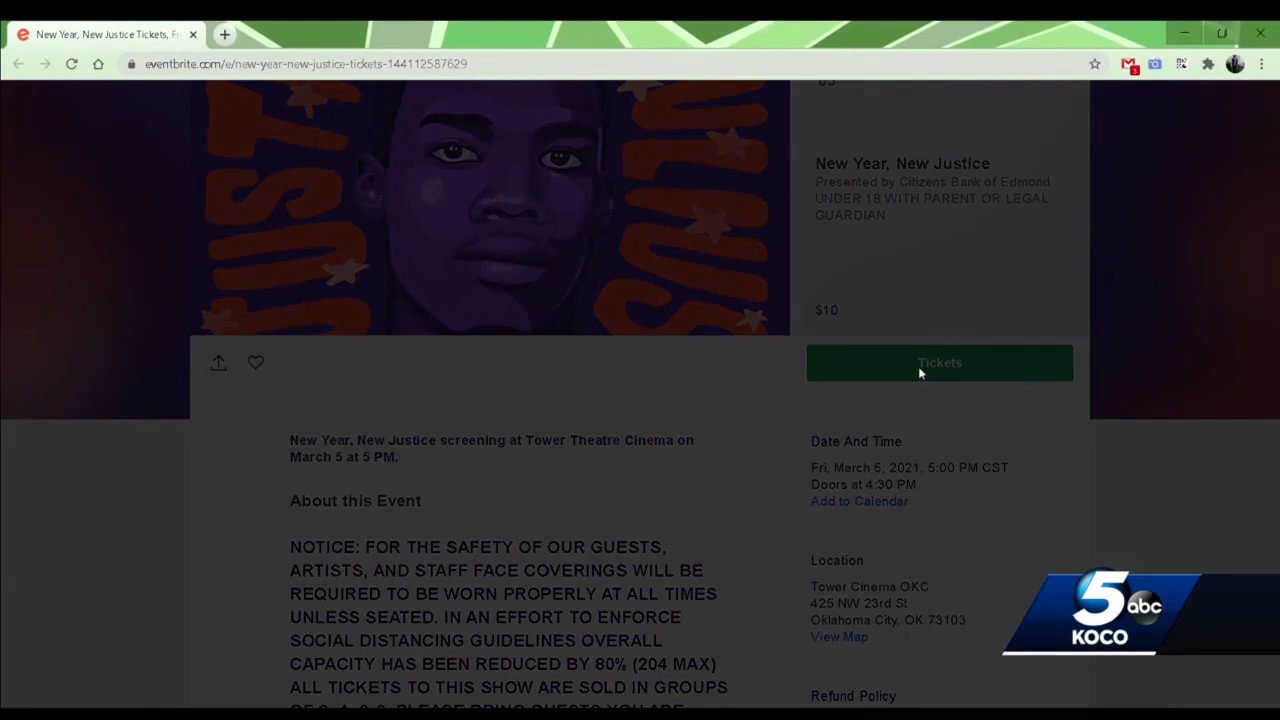 New Year, New Justice Tickets, Fr
eventbrite.com/e/new-year-new-justice-tickets-144112587629
JUST
New Year, New Justice
Presented by Citizens Bank of Edmond
UNDER 18 WITH PARENT OR LEGAL
GUARDIAN
$10
Tickets
New Year, New Justice screening at Tower Theatre Cinema on
March 5 at 5 PM.
About this Event
NOTICE: FOR THE SAFETY OF OUR GUESTS,
ARTISTS, AND STAFF FACE COVERINGS WILL BE
REQUIRED TO BE WORN PROPERLY AT ALL TIMES
UNLESS SEATED. IN AN EFFORT TO ENFORCE
SOCIAL DISTANCING GUIDELINES OVERALL
CAPACITY HAS BEEN REDUCED BY 80% (204 MAX)
ALL TICKETS TO THIS SHOW ARE SOLD IN GROUPS
Date And Time
Fri, March 5, 2021, 5:00 PM CST
Doors at 4:30 PM
Add to Calendar
Location
Tower Cinema OKC
425 NW 23rd St
Oklahoma City, OK 73103
View Map
Refund Policy
5 abc
KOCO